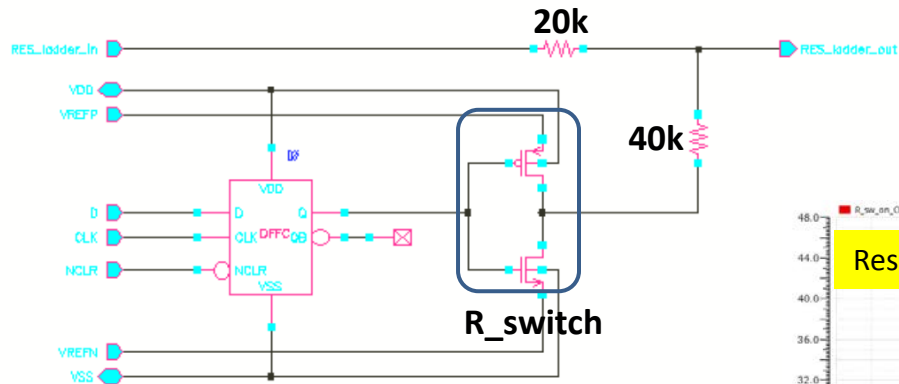 20k
RES_ladder_in
RES_ladder_out
VDD
VREFP
40k
VDD
D
D
Q
CLK
CLK
DFFC
QB
NCLR
NCLR
VSS
R_switch
VREFN
VSS
48.0
44.0
Res
40.0
36.0
32.0